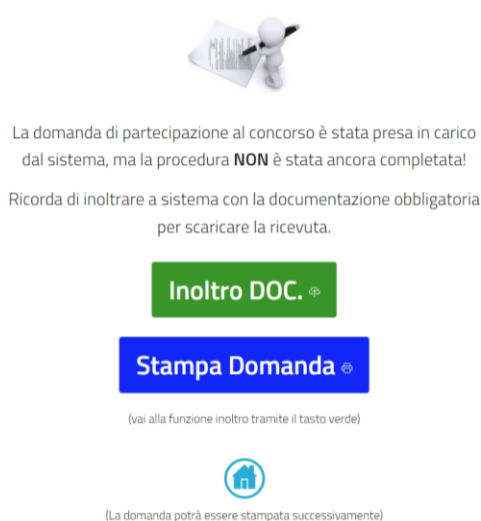 La domanda di partecipazione al concorso è stata presa in carico
dal sistema, ma la procedura NON è stata ancora completata!
Ricorda di inoltrare a sistema con la documentazione obbligatoria
per scaricare la ricevuta.
Inoltro DOC.
Stampa Domanda
(vai alla funzione inoltro tramite il tasto verde)
(La domanda potrà essere stampata successivamente)